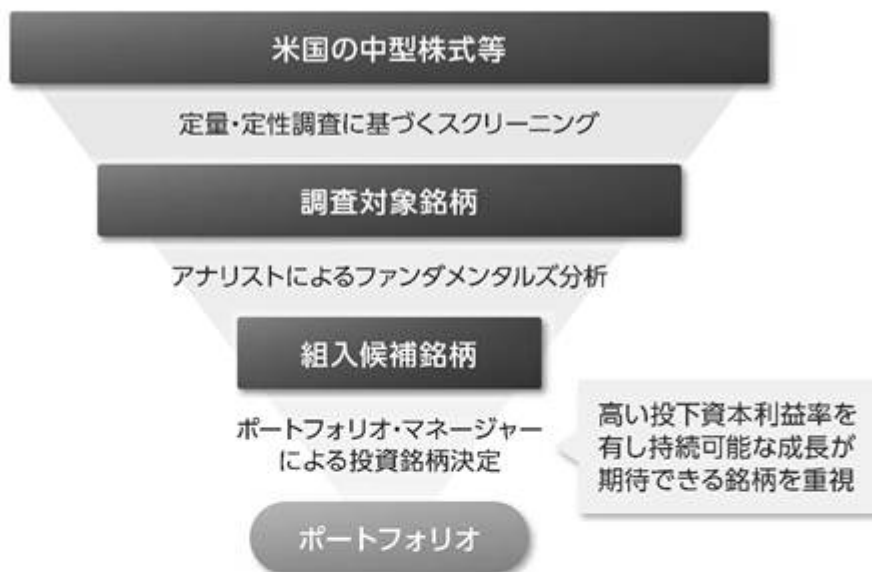 米国の中型株式等
定量・定性調査に基づくスクリーニング
調査対象銘柄
アナリストによるファンダメンタルズ分析
組入候補銘柄
ポートフォリオ・マネージャー
による投資銘柄決定
高い投下資本利益率を
有し持続可能な成長が
期待できる銘柄を重視
ポートフォリオ